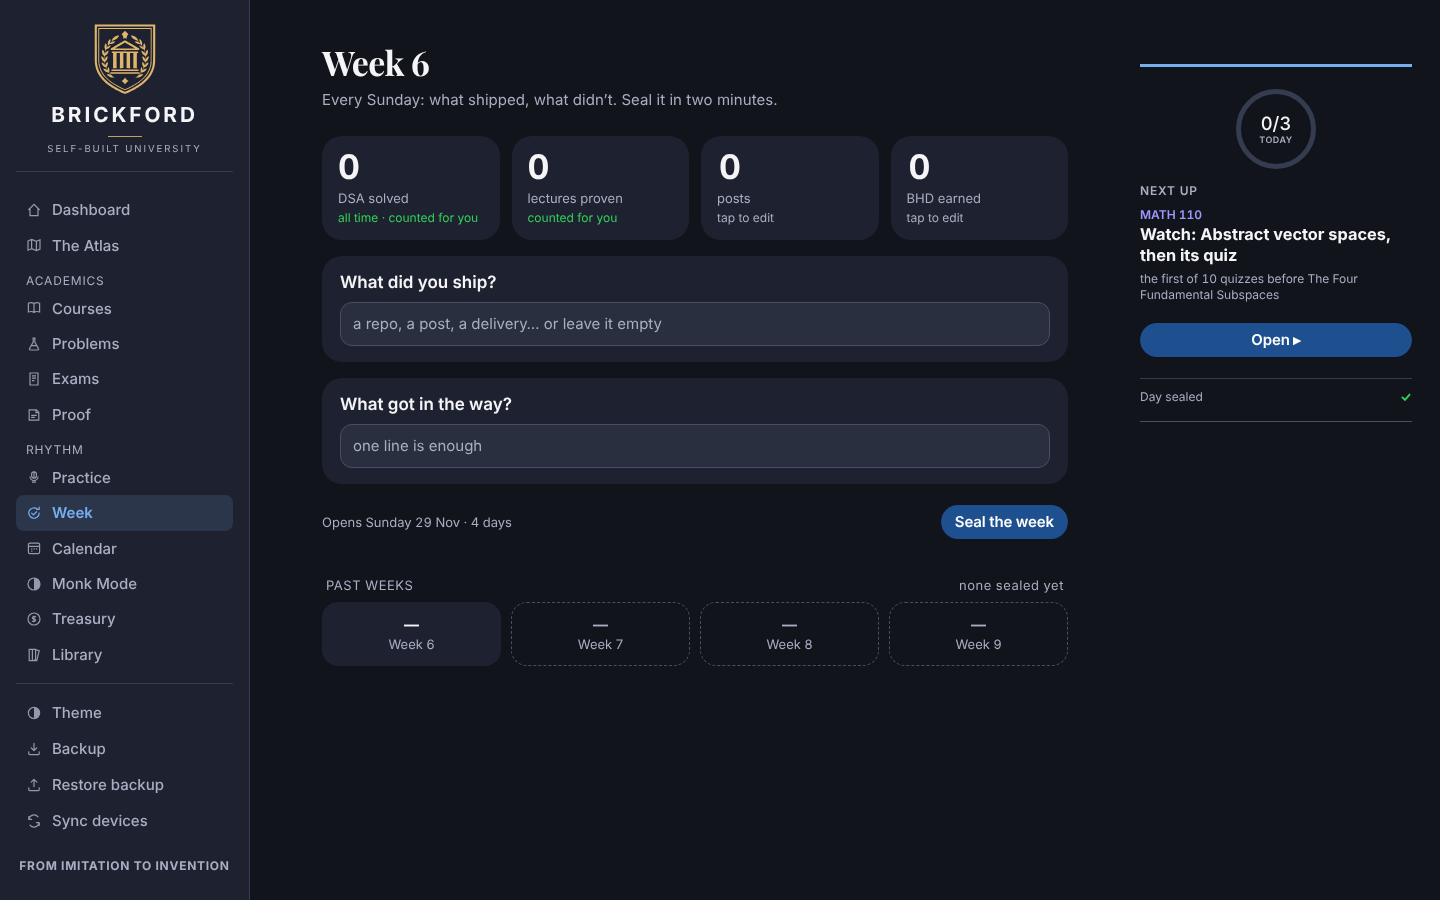 BRICKFORD
SELF-BUILT UNIVERSITY
Dashboard
The Atlas
ACADEMICS
Courses
Problems
Exams
Proof
RHYTHM
Practice
Week
Calendar
Monk Mode
Treasury
Library
Theme
Backup
Restore backup
Sync devices
FROM IMITATION TO INVENTION
Week 6
Every Sunday: what shipped, what didn’t. Seal it in two minutes.
0
DSA solved
all time · counted for you
0
lectures proven
counted for you
0
posts
tap to edit
0
BHD earned
tap to edit
What did you ship?
a repo, a post, a delivery… or leave it empty
What got in the way?
one line is enough
Opens Sunday 29 Nov · 4 days
Seal the week
PAST WEEKS
none sealed yet
—
Week 6
—
Week 7
—
Week 8
—
Week 9
0/3
TODAY
NEXT UP
MATH 110
Watch: Abstract vector spaces,
then its quiz
the first of 10 quizzes before The Four
Fundamental Subspaces
Open ▸
Day sealed